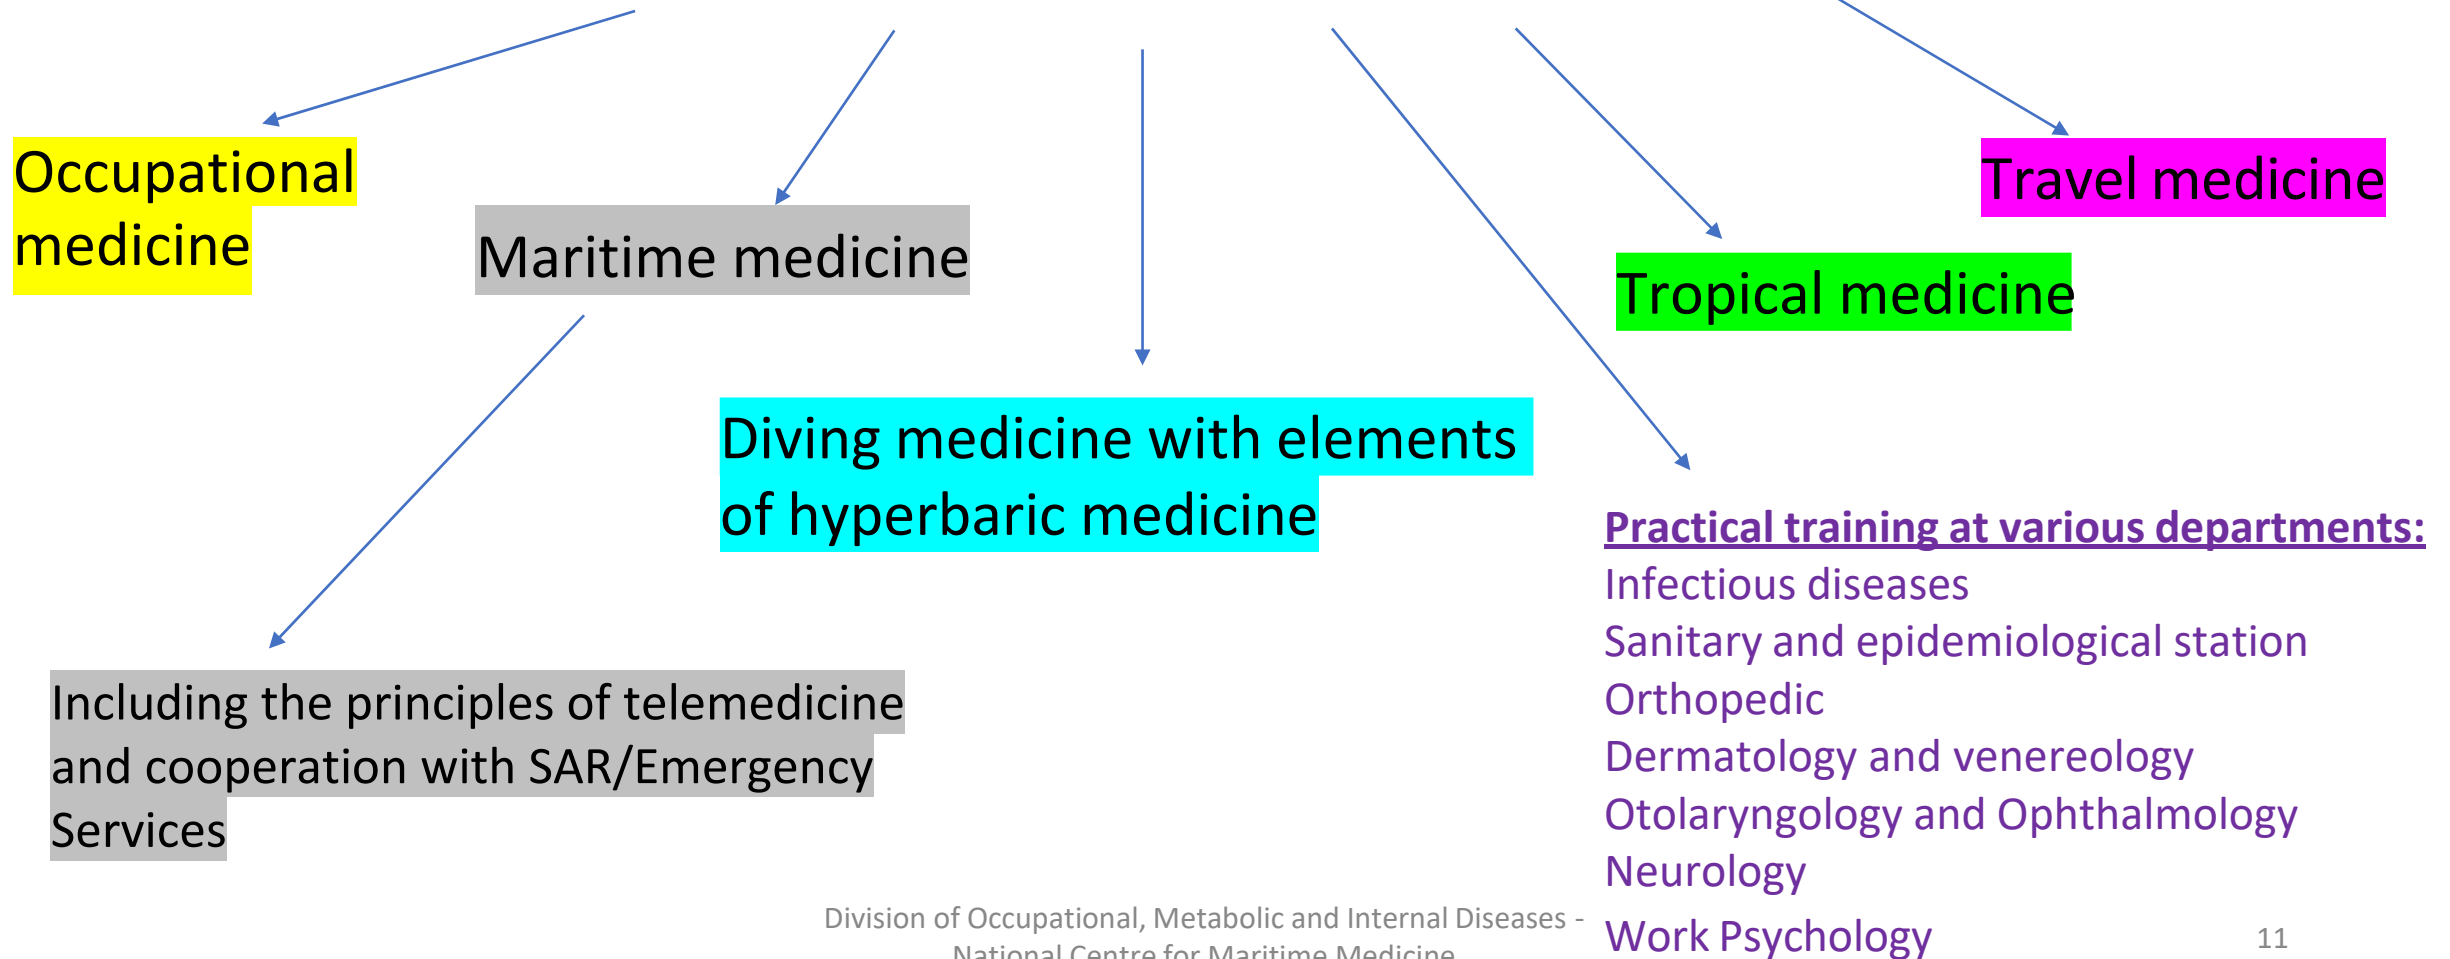 Occupational
medicine
Maritime medicine
Travel medicine
Tropical medicine
Diving medicine with elements
of hyperbaric medicine
Including the principles of telemedicine
and cooperation with SAR/Emergency
Services
Practical training at various departments:
Infectious diseases
Sanitary and epidemiological station
Orthopedic
Dermatology and venereology
Otolaryngology and Ophthalmology
Neurology
Work Psychology
Division of Occupational, Metabolic and Internal Diseases -
National Centre for Maritime Medicine
11